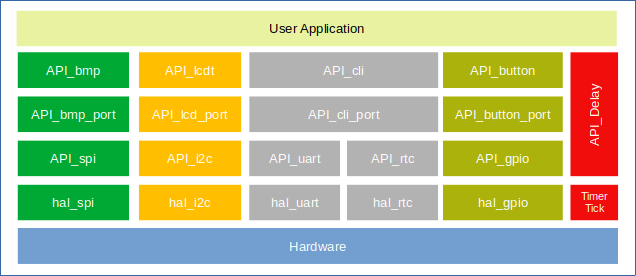 User Application
API_bmp
API_lcdt
API_cli
API_button
API_Delay
API_bmp_port
API_lcd_port
API_cli_port
API_button_port
API_spi
API_i2c
API_uart
API_rtc
API_gpio
hal_spi
hal_i2c
hal_uart
hal_rtc
hal_gpio
Timer
Tick
Hardware